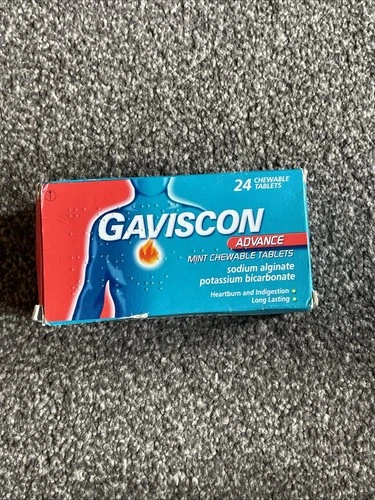 24 CHEWABLE
TABLETS
GAVISCON
ADVANCE
MINT CHEWABLE TABLETS
sodium alginate
potassium bicarbonate
Heartburn and Indigestion •
Long Lasting •